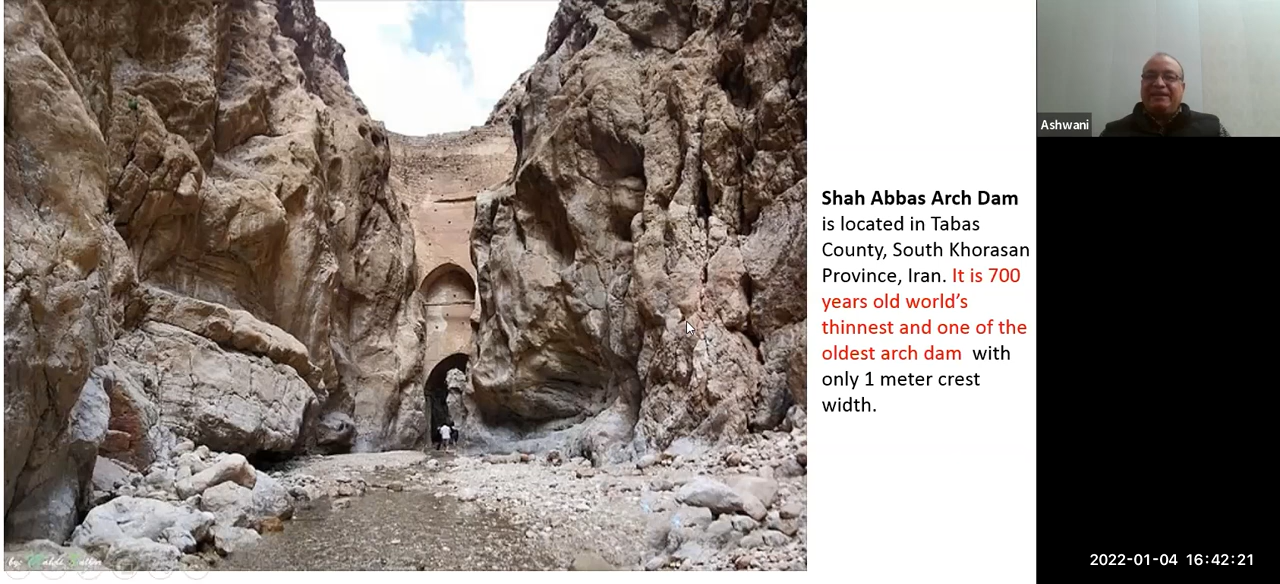 Shah Abbas Arch Dam
is located in Tabas
County, South Khorasan
Province, Iran. It is 700
years old world's
thinnest and one of the
oldest arch dam with
only 1 meter crest
width.
Ashwani
2022-01-04 16:42:21
by: